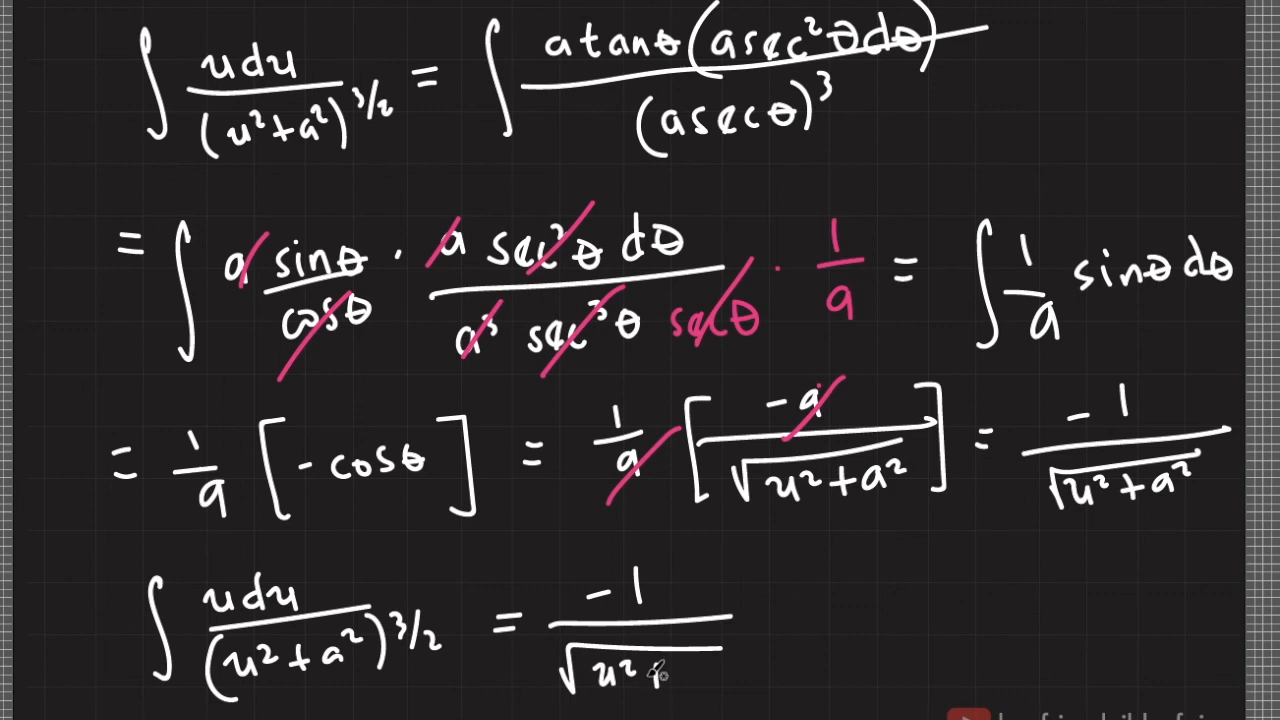 ∫ u du / (u² + a²)^3/2 = ∫ a tanθ (a sec²θ dθ) / (a secθ)³
= ∫ a sinθ / cosθ · a sec²θ dθ / a³ sec³θ secθ · 1/a = ∫ 1/a sinθ dθ
= 1/a [ - cosθ ] = 1/a [ -a / √(u² + a²) ] = -1 / √(u² + a²)
∫ u du / (u² + a²)^3/2 = -1 / √u²